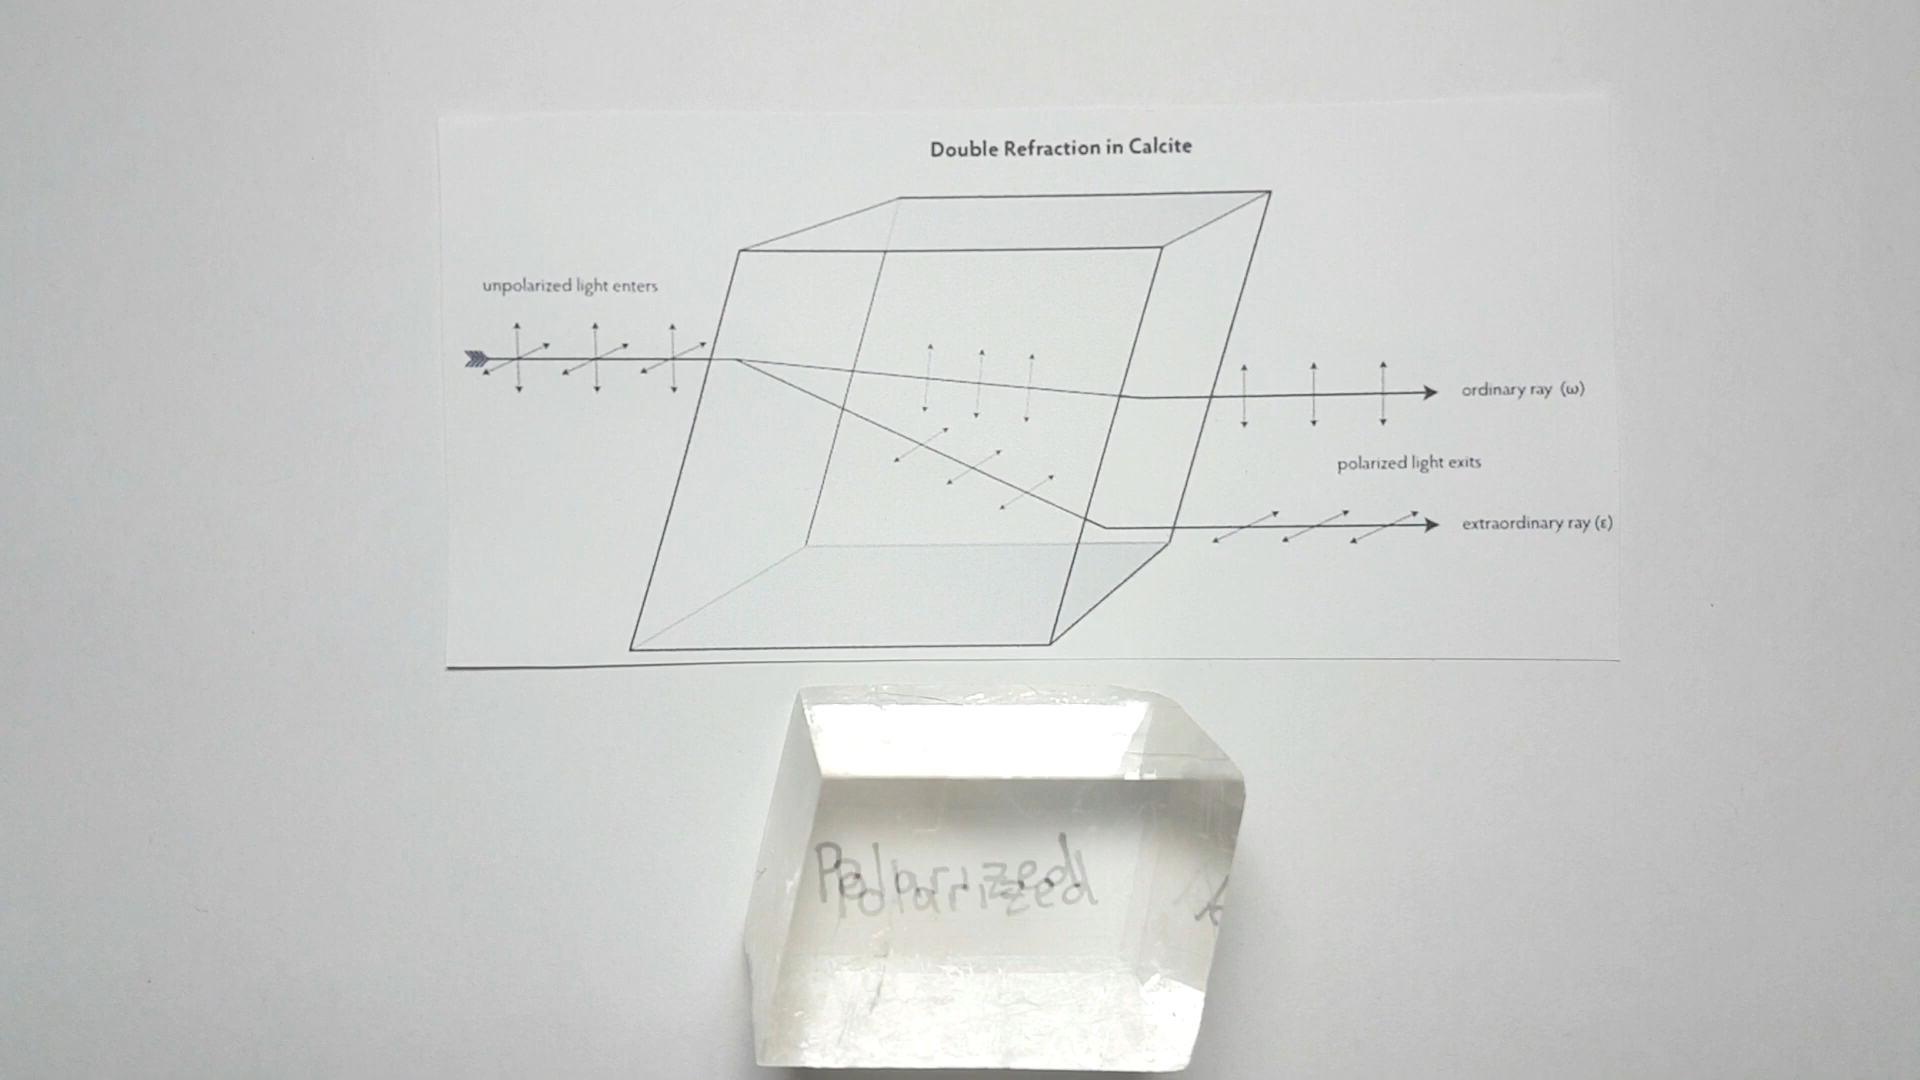 Double Refraction in Calcite
unpolarized light enters
ordinary ray (ω)
polarized light exits
extraordinary ray (ε)
Polarized